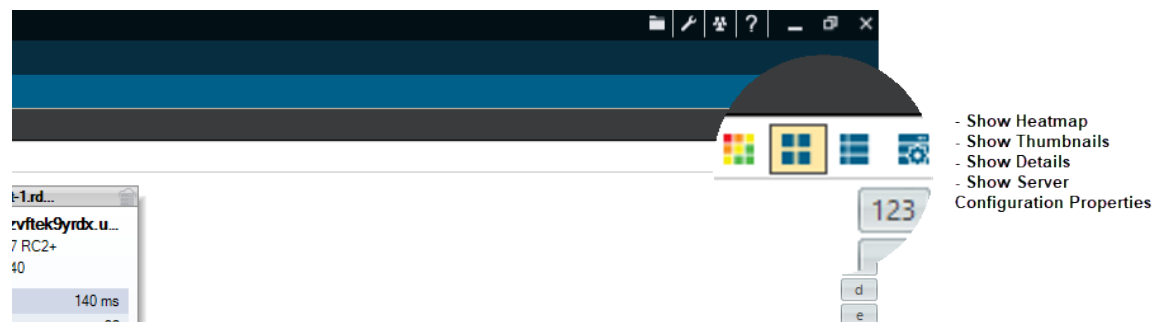 ?
- Show Heatmap
- Show Thumbnails
- Show Details
- Show Server
Configuration Properties
t-1.rd...
zvftek9yrdx.u...
7 RC2+
40
140 ms
123
d
e